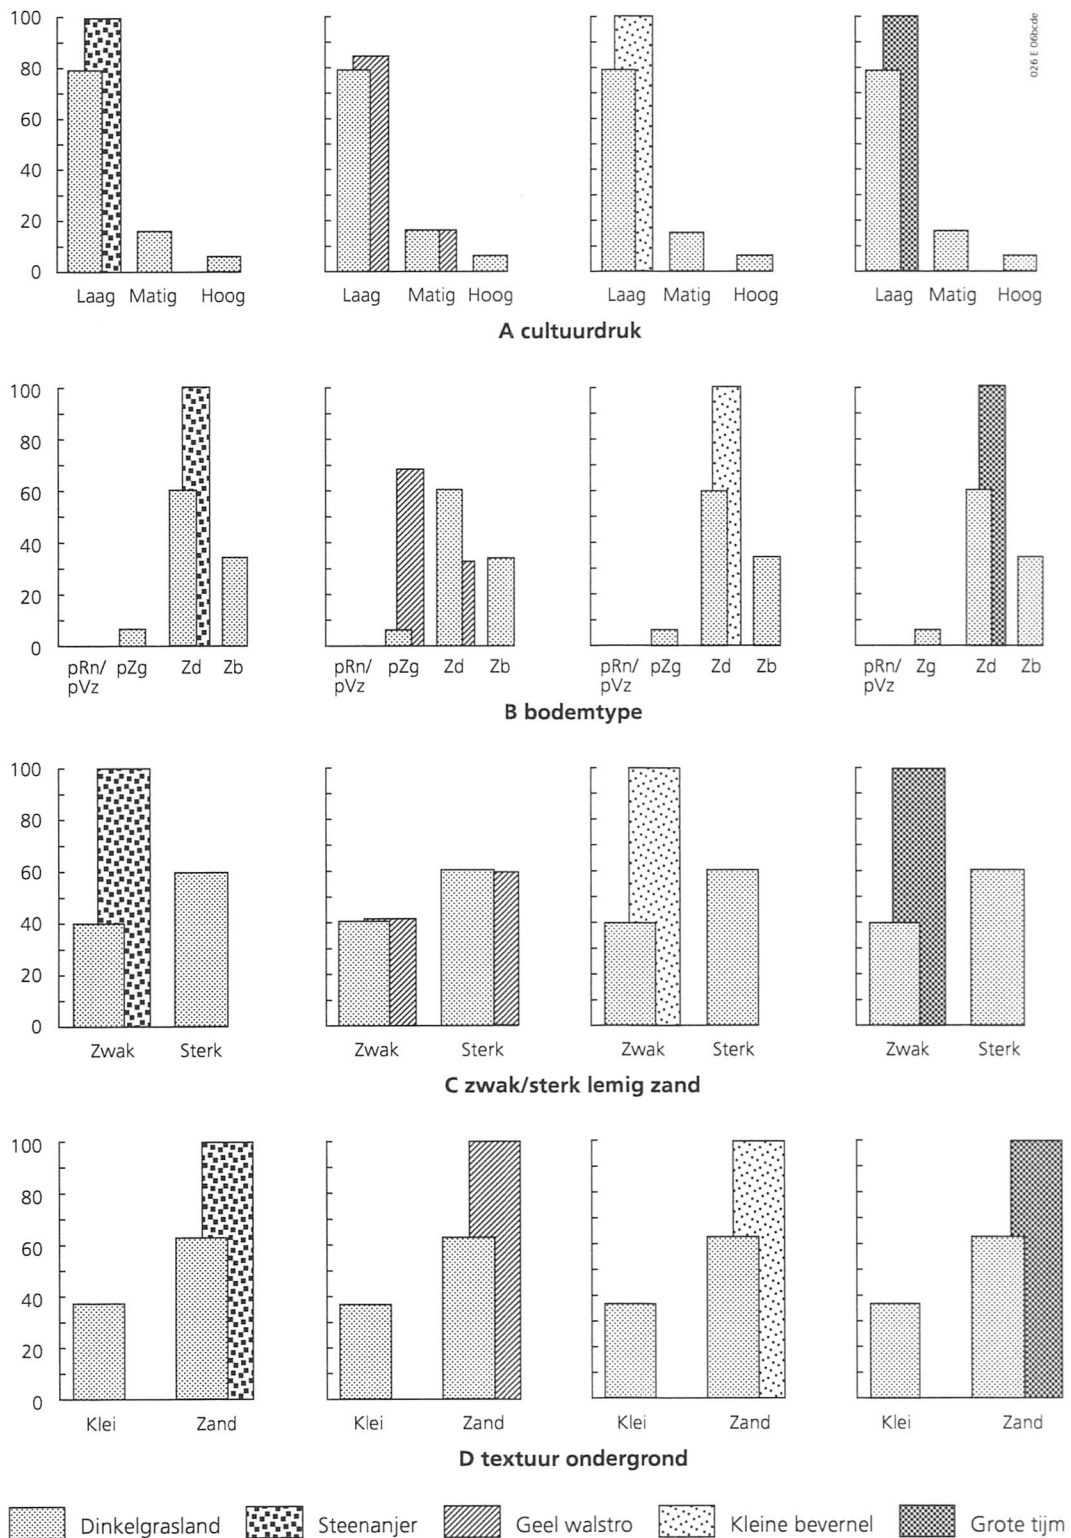 026 E 06bcde
100
80
60
40
20
0
Laag Matig Hoog Laag Matig Hoog Laag Matig Hoog Laag Matig Hoog
A cultuurdruk
100
80
60
40
20
0
pRn/ pZg Zd Zb pRn/ pZg Zd Zb pRn/ pZg Zd Zb pRn/ Zg Zd Zb
pVz pVz pVz pVz
B bodemtype
100
80
60
40
20
0
Zwak Sterk Zwak Sterk Zwak Sterk Zwak Sterk
C zwak/sterk lemig zand
100
80
60
40
20
0
Klei Zand Klei Zand Klei Zand Klei Zand
D textuur ondergrond
Dinkelgrasland Steenanjer Geel walstro Kleine bevernel Grote tijm